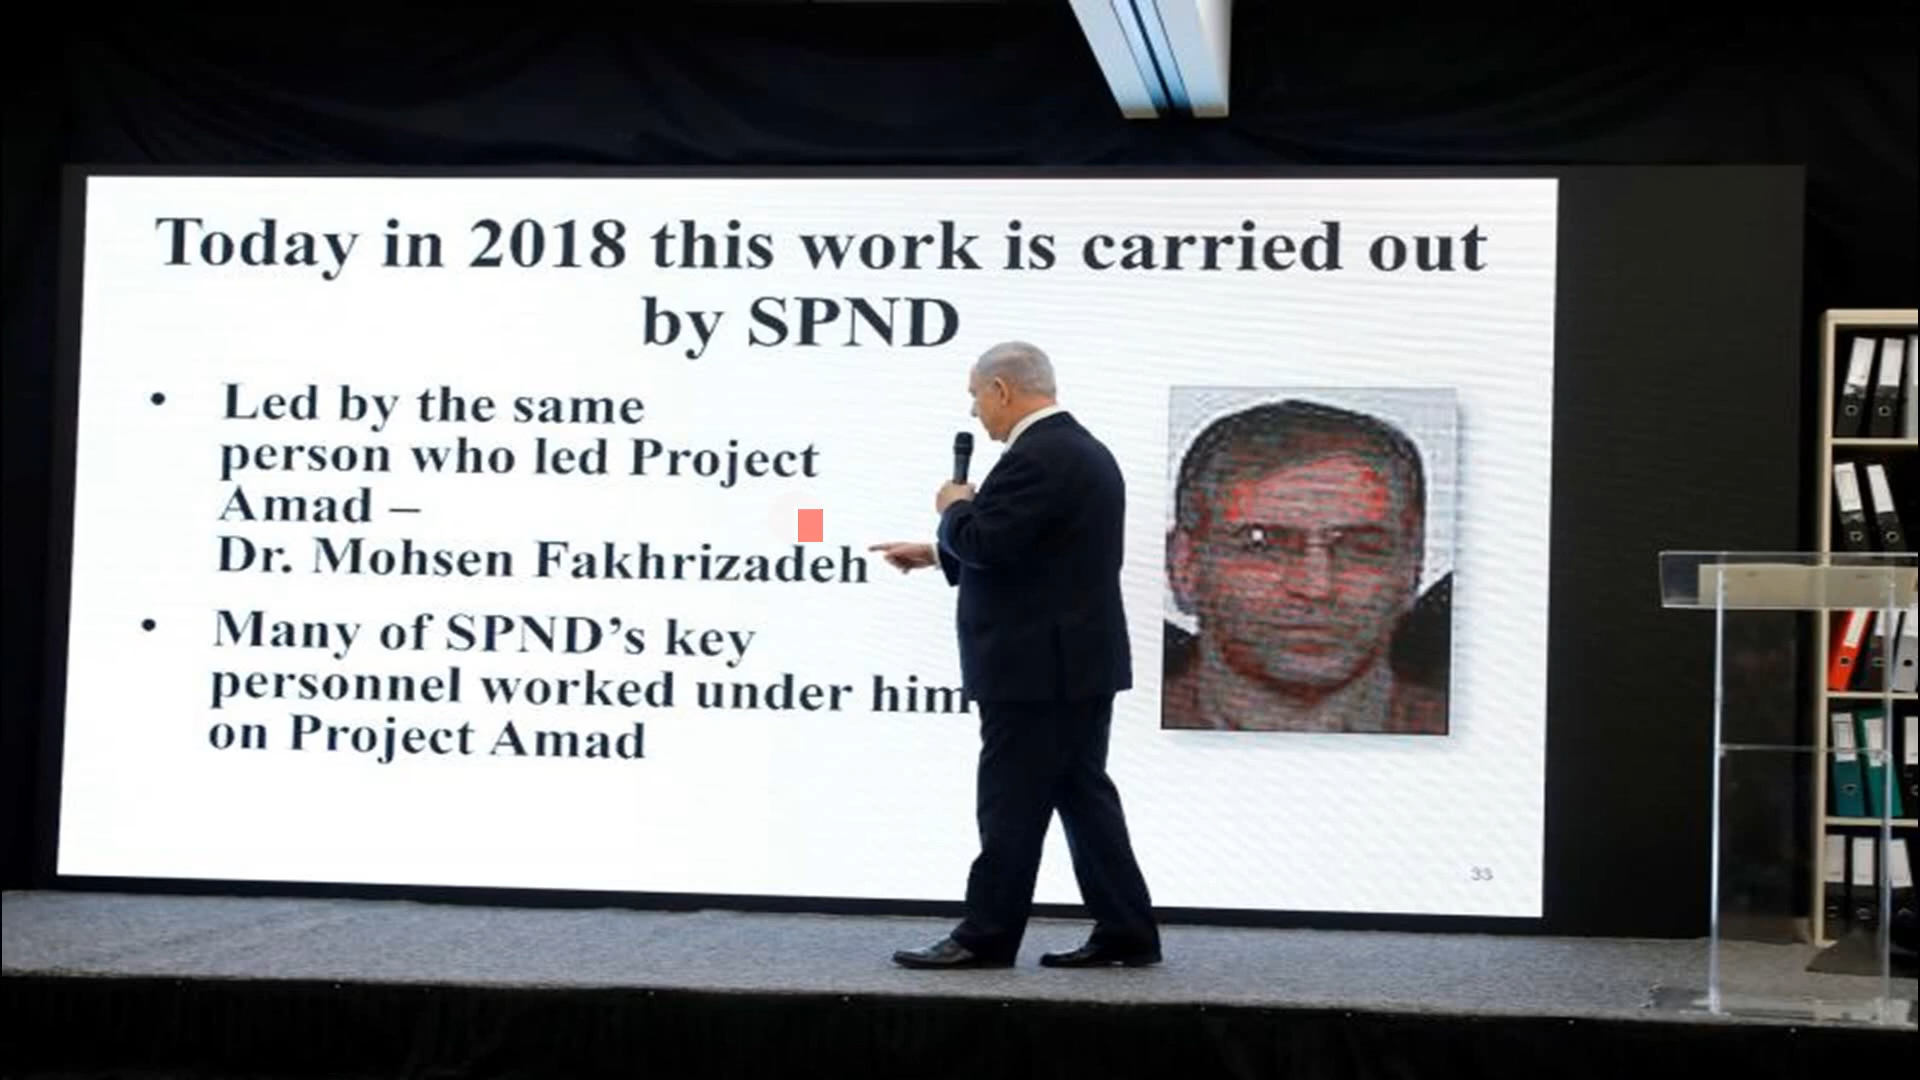 Today in 2018 this work is carried out
by SPND
• Led by the same
person who led Project
Amad –
Dr. Mohsen Fakhrizadeh
• Many of SPND’s key
personnel worked under him
on Project Amad
33